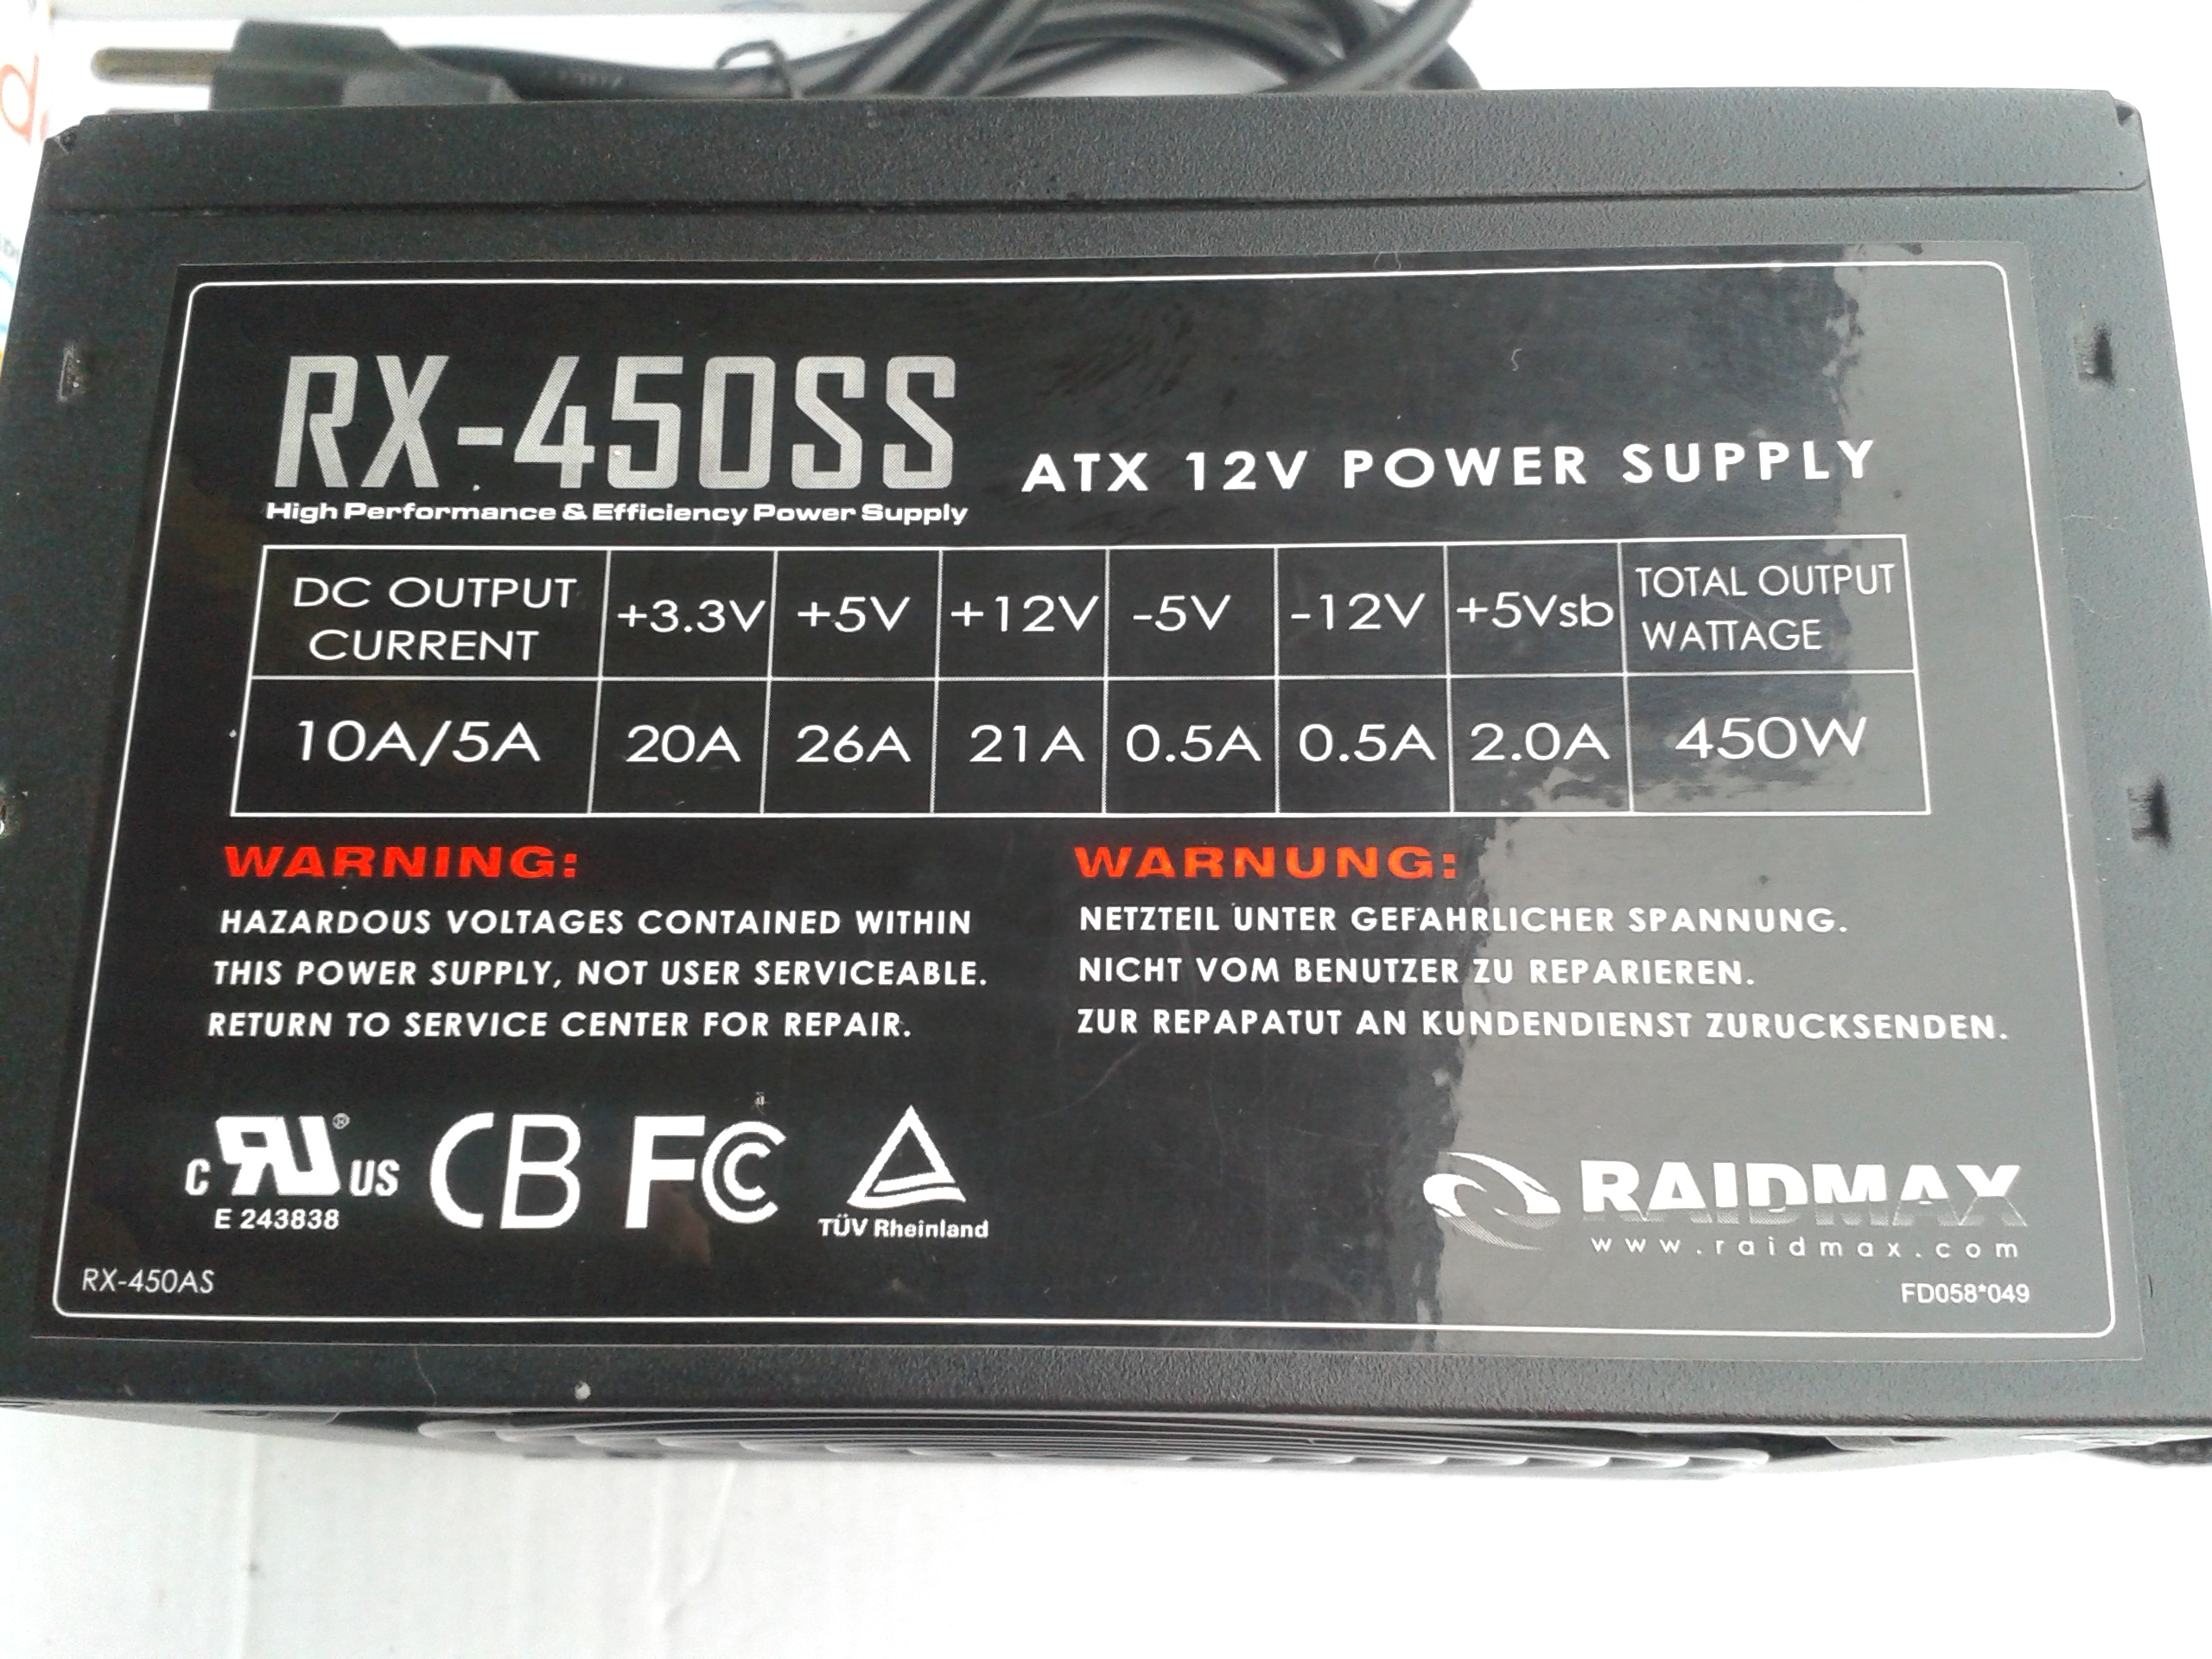 RX-450SS
High Performance & Efficiency Power Supply
ATX 12V POWER SUPPLY
DC OUTPUT CURRENT +3.3V +5V +12V -5V -12V +5Vsb TOTAL OUTPUT WATTAGE
10A/5A 20A 26A 21A 0.5A 0.5A 2.0A 450W
WARNING:
HAZARDOUS VOLTAGES CONTAINED WITHIN
THIS POWER SUPPLY, NOT USER SERVICEABLE.
RETURN TO SERVICE CENTER FOR REPAIR.
WARNUNG:
NETZTEIL UNTER GEFAHRLICHER SPANNUNG.
NICHT VOM BENUTZER ZU REPARIEREN.
ZUR REPAPATUT AN KUNDENDIENST ZURUCKSENDEN.
C RU® US
E 243838
CB
FC
TÜV Rheinland
RAIDMAX
www.raidmax.com
RX-450AS
FD058*049